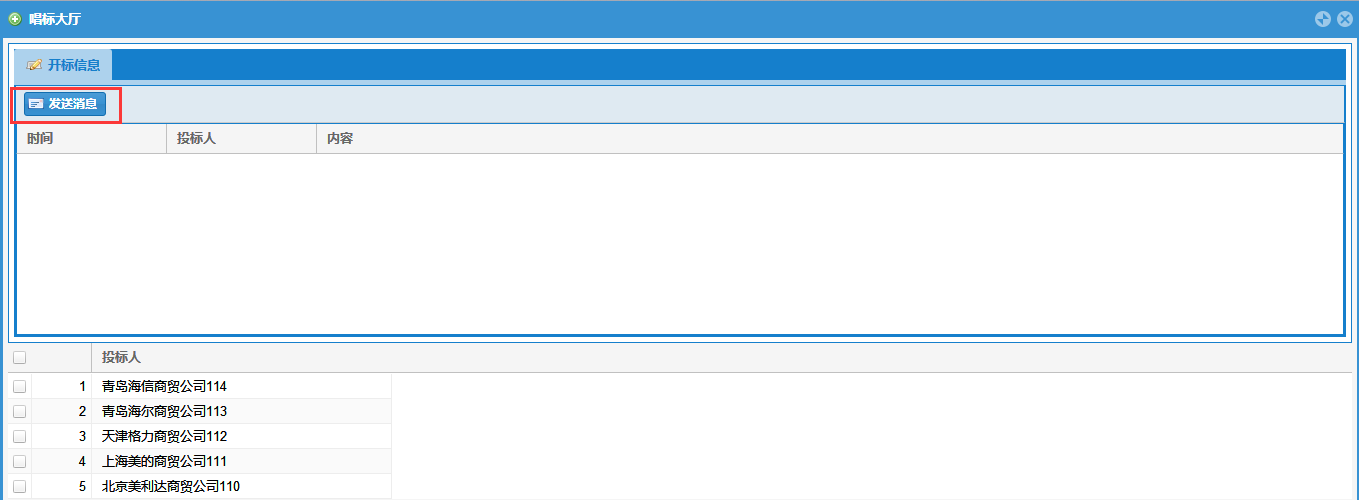 唱标大厅
开标信息
发送消息
时间 投标人 内容
投标人
1 青岛海信商贸公司114
2 青岛海尔商贸公司113
3 天津格力商贸公司112
4 上海美的商贸公司111
5 北京美利达商贸公司110